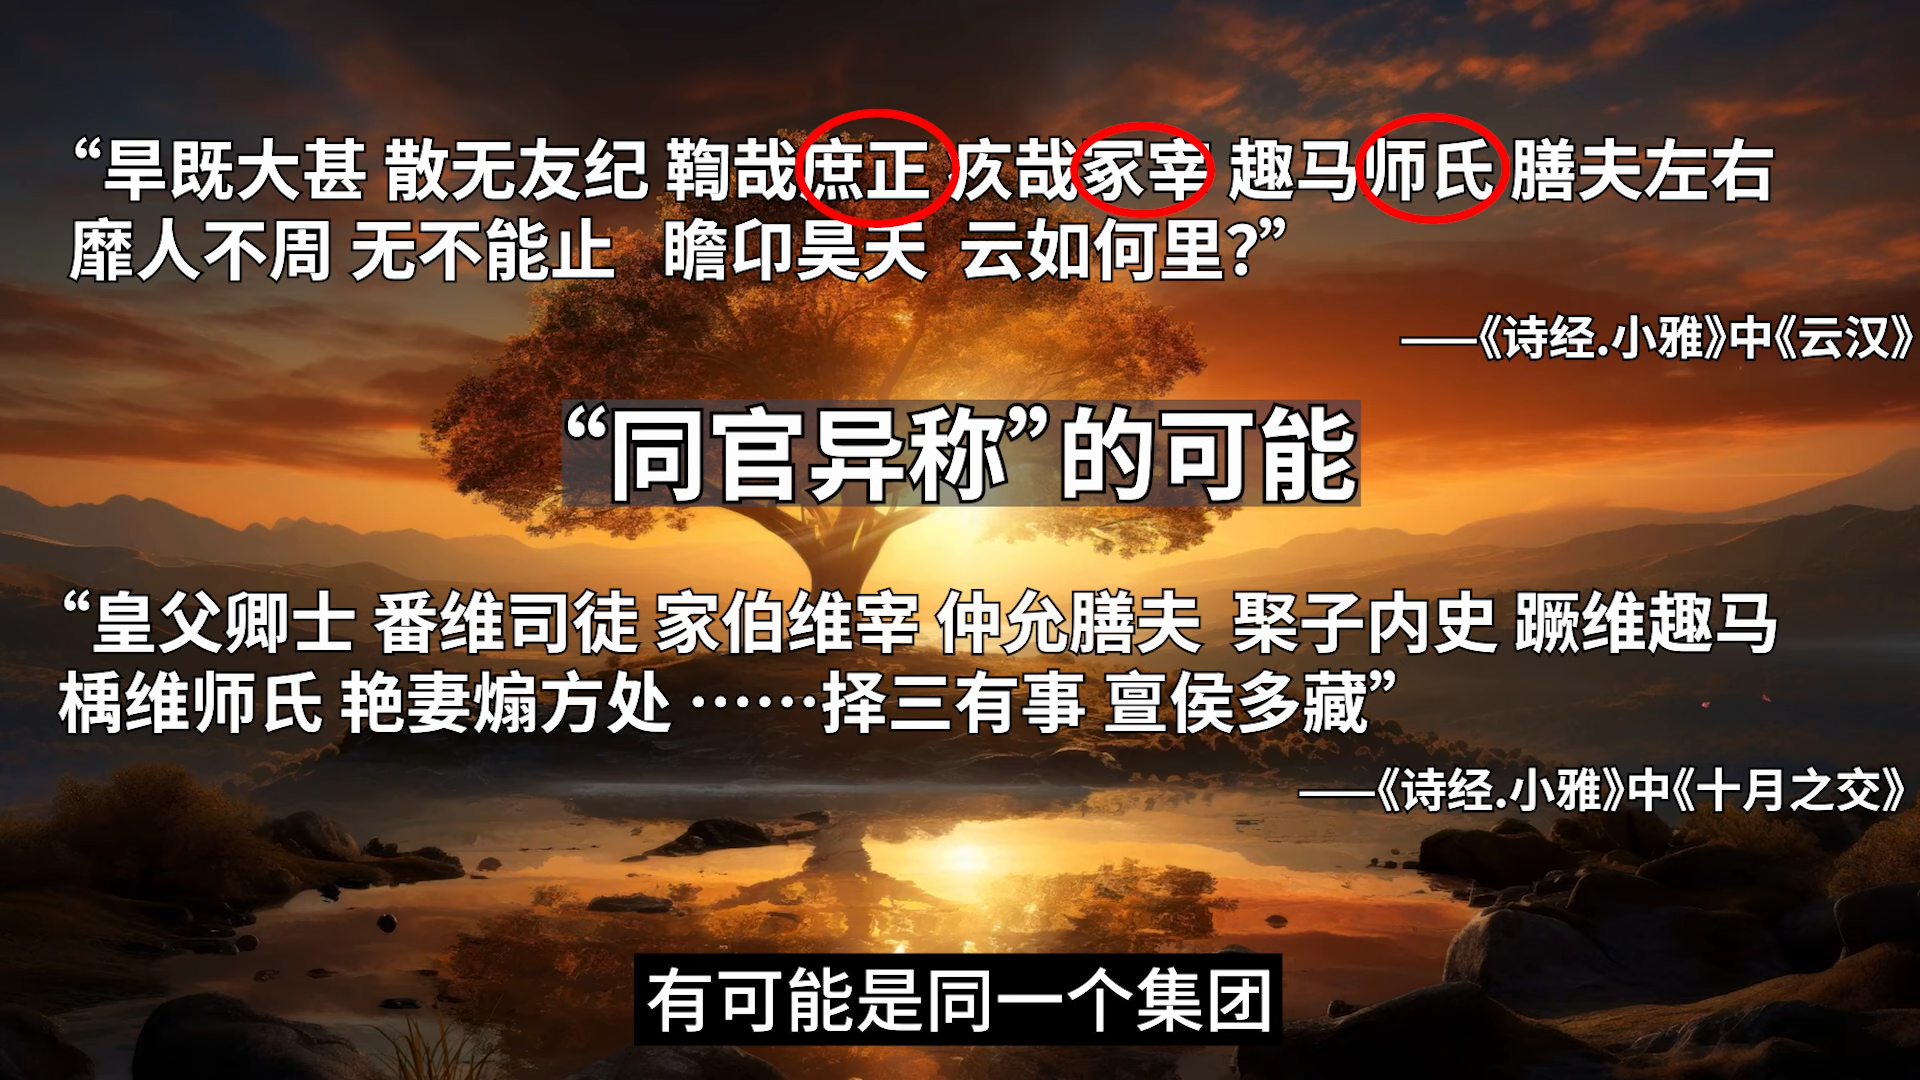 “旱既大甚 散无友纪 鞫哉庶正 疚哉冢宰 趣马师氏 膳夫左右
靡人不周 无不能止 瞻卬昊天 云如何里?”
——《诗经.小雅》中《云汉》
“同官异称”的可能
“皇父卿士 番维司徒 家伯维宰 仲允膳夫 棸子内史 蹶维趣马
楀维师氏 艳妻煽方处 ……择三有事 亶侯多藏”
——《诗经.小雅》中《十月之交》
有可能是同一个集团